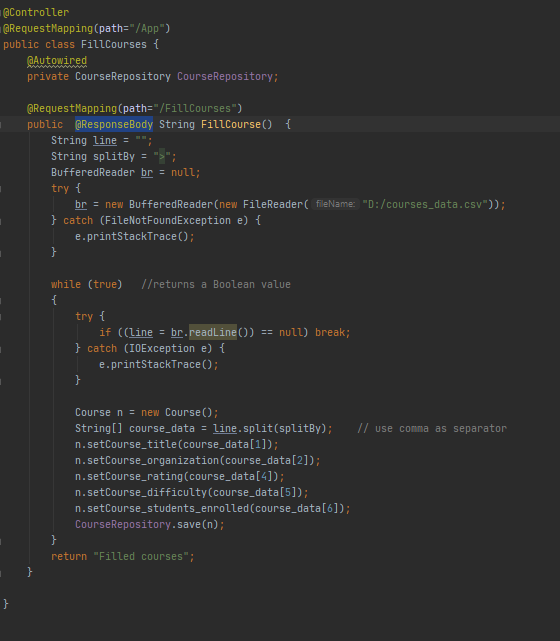 @Controller
@RequestMapping(path="/App")
public class FillCourses {
@Autowired
private CourseRepository CourseRepository;
@RequestMapping(path="/FillCourses")
public @ResponseBody String FillCourse() {
String line = "";
String splitBy = ">";
BufferedReader br = null;
try {
br = new BufferedReader(new FileReader( fileName: "D:/courses_data.csv"));
} catch (FileNotFoundException e) {
e.printStackTrace();
}
while (true) //returns a Boolean value
{
try {
if ((line = br.readLine()) == null) break;
} catch (IOException e) {
e.printStackTrace();
}
Course n = new Course();
String[] course_data = line.split(splitBy); // use comma as separator
n.setCourse_title(course_data[1]);
n.setCourse_organization(course_data[2]);
n.setCourse_rating(course_data[4]);
n.setCourse_difficulty(course_data[5]);
n.setCourse_students_enrolled(course_data[6]);
CourseRepository.save(n);
}
return "Filled courses";
}
}